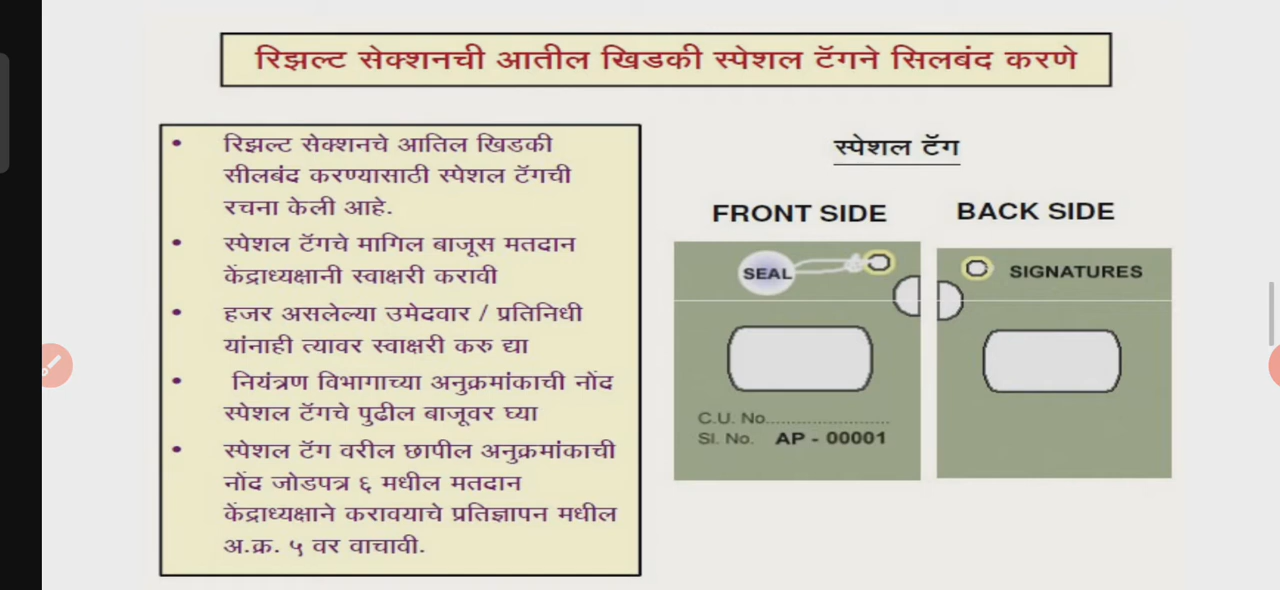 रिझल्ट सेक्शनची आतील खिडकी स्पेशल टॅगने सिलबंद करणे
• रिझल्ट सेक्शनचे आतिल खिडकी
सीलबंद करण्यासाठी स्पेशल टॅगची
रचना केली आहे.
• स्पेशल टॅगचे मागिल बाजूस मतदान
केंद्राध्यक्षानी स्वाक्षरी करावी
• हजर असलेल्या उमेदवार / प्रतिनिधी
यांनाही त्यावर स्वाक्षरी करु द्या
• नियंत्रण विभागाच्या अनुक्रमांकाची नोंद
स्पेशल टॅगचे पुढील बाजूवर घ्या
• स्पेशल टॅग वरील छापील अनुक्रमांकाची
नोंद जोडपत्र ६ मधील मतदान
केंद्राध्यक्षाने करावयाचे प्रतिज्ञापन मधील
अ.क्र. ५ वर वाचावी.
स्पेशल टॅग
FRONT SIDE
SEAL
C.U. No........................
Sl. No. AP - 00001
BACK SIDE
SIGNATURES